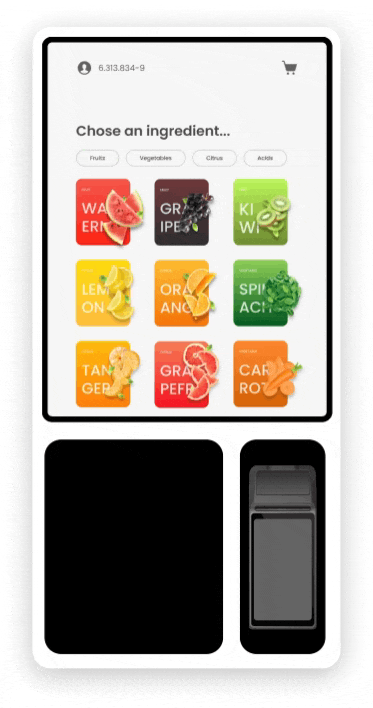 6.313.834-9
Chose an ingredient...
Fruits
Vegetables
Citrus
Acids
WA
ERM
GRA
IPE
KI
WI
LEM
ON
ORA
ANG
SPI
ACH
TAN
GER
GRA
PEFR
CAR
ROT